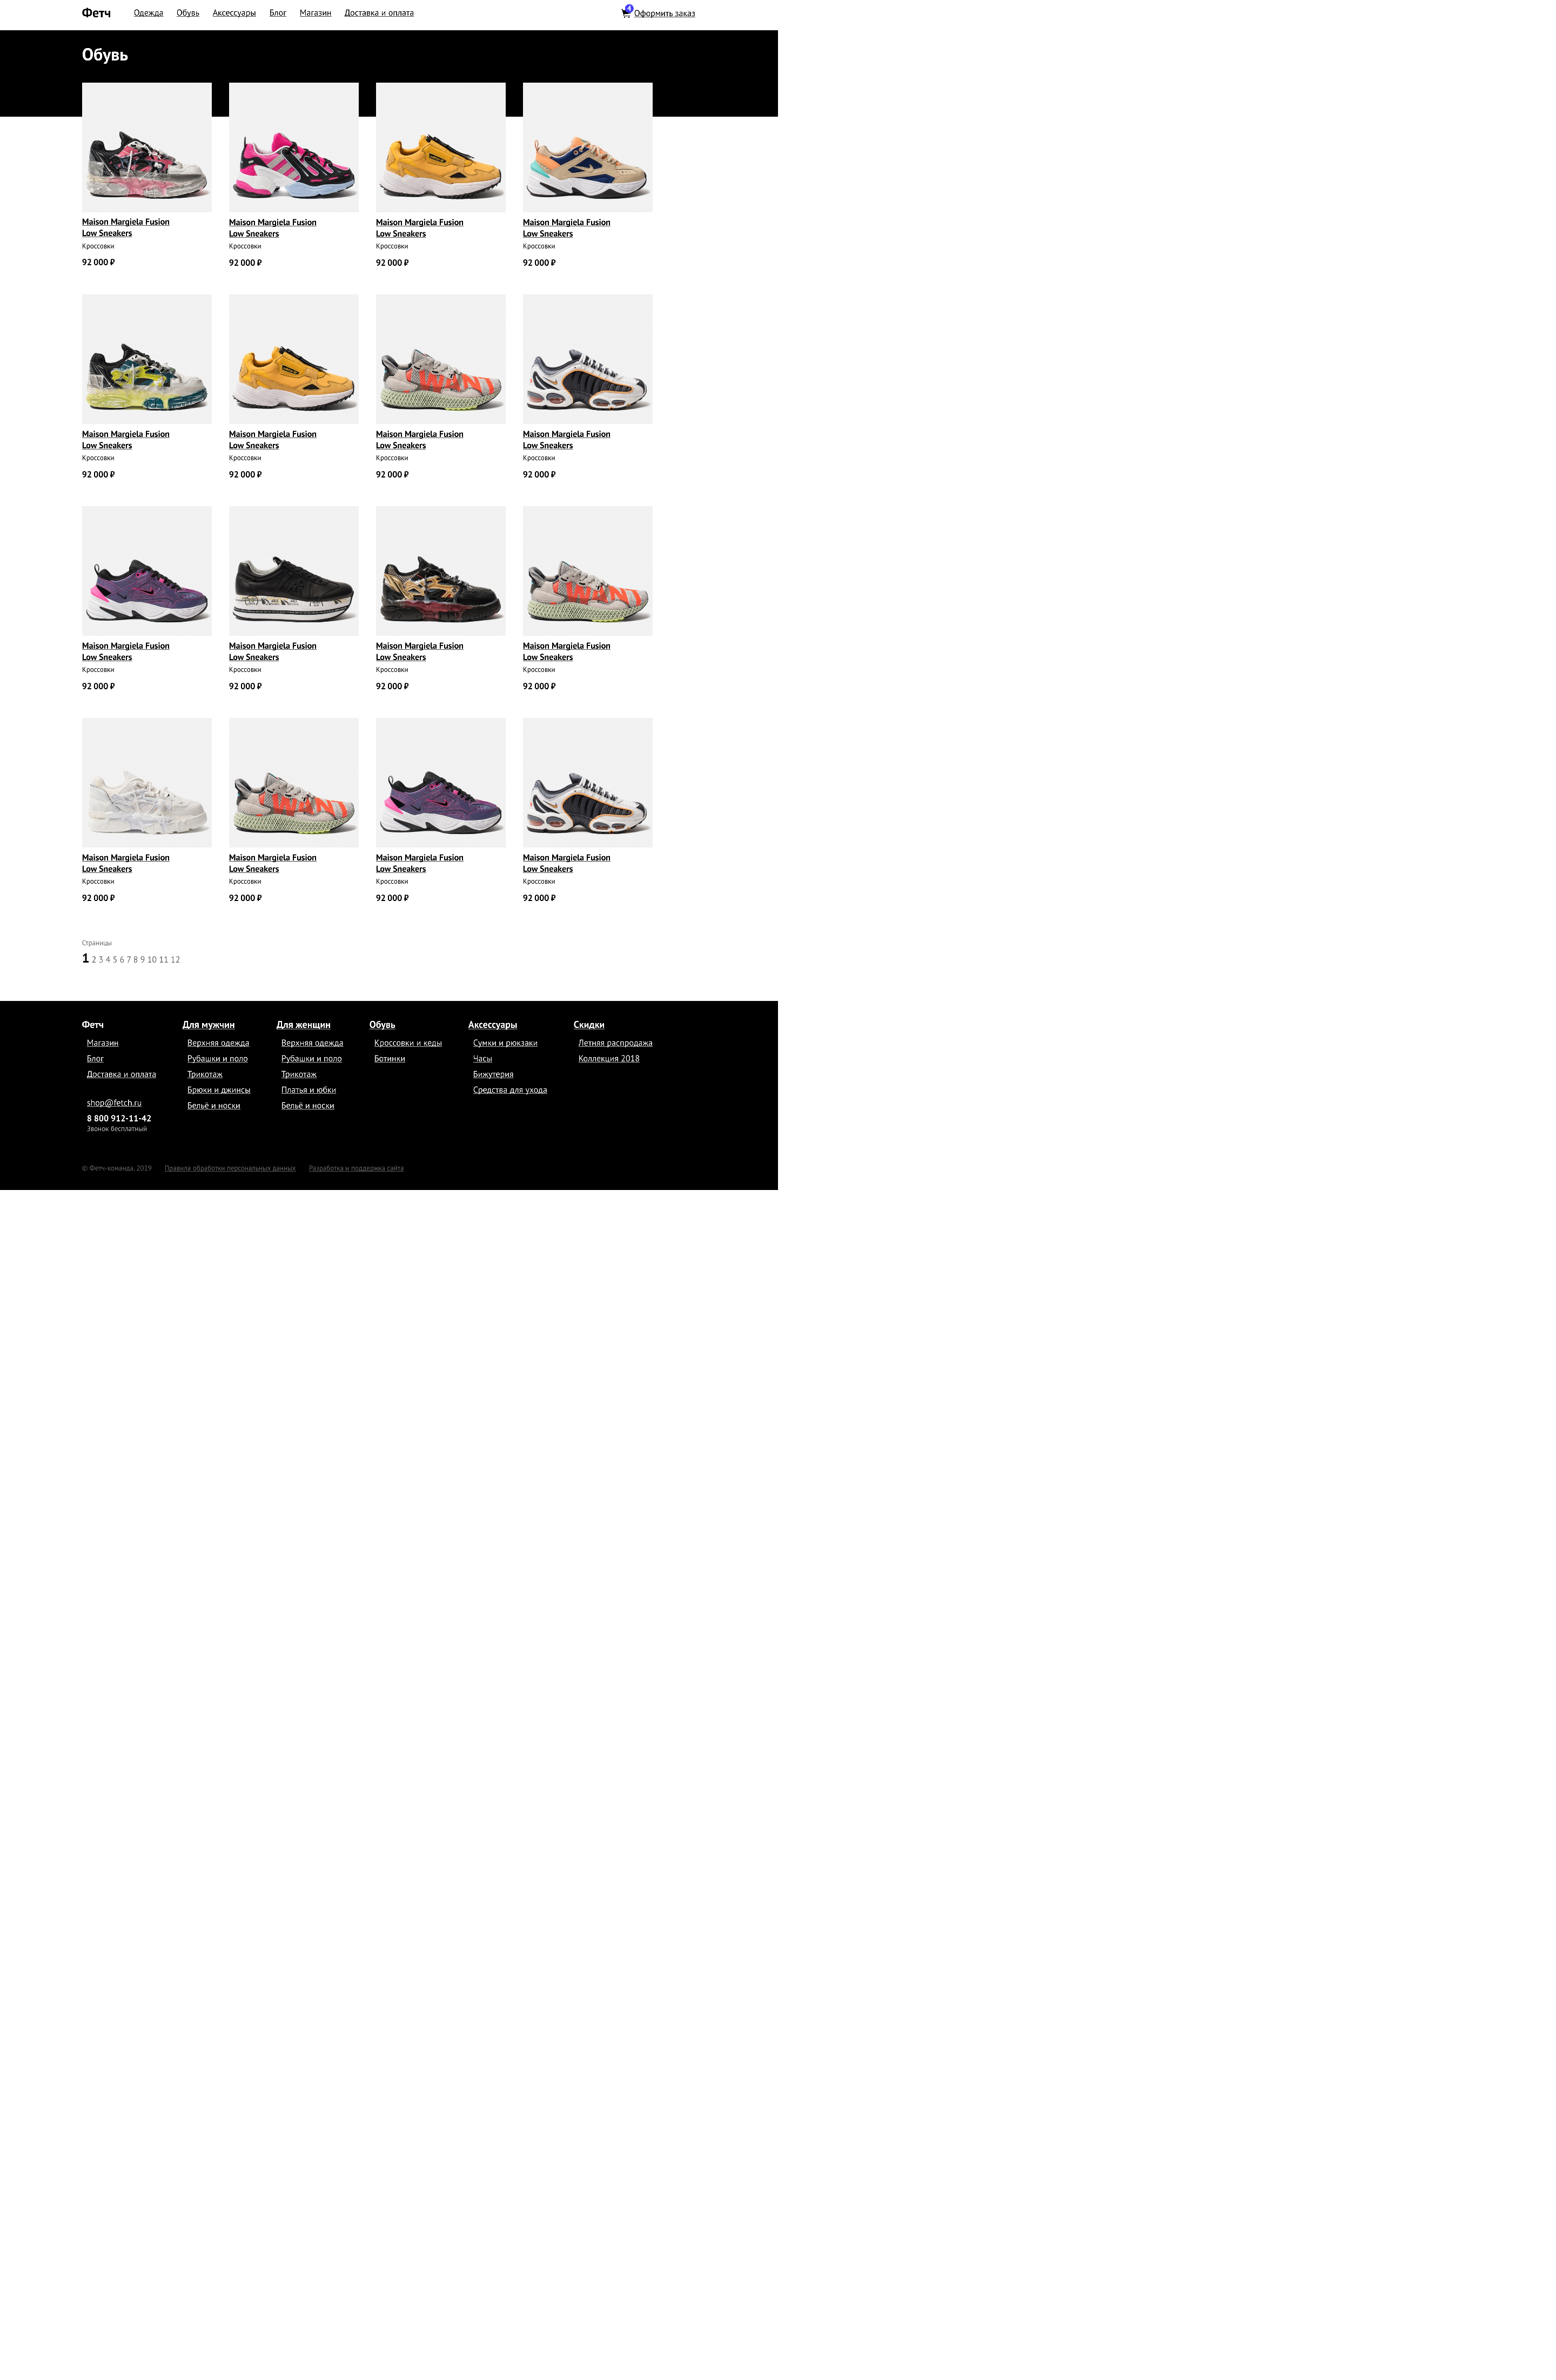 Фетч Одежда Обувь Аксессуары Блог Магазин Доставка и оплата 4 Оформить заказ
Обувь
Maison Margiela Fusion Maison Margiela Fusion Maison Margiela Fusion Maison Margiela Fusion
Low Sneakers Low Sneakers Low Sneakers Low Sneakers
Кроссовки Кроссовки Кроссовки Кроссовки
92 000 ₽ 92 000 ₽ 92 000 ₽ 92 000 ₽
WANT
Maison Margiela Fusion Maison Margiela Fusion Maison Margiela Fusion Maison Margiela Fusion
Low Sneakers Low Sneakers Low Sneakers Low Sneakers
Кроссовки Кроссовки Кроссовки Кроссовки
92 000 ₽ 92 000 ₽ 92 000 ₽ 92 000 ₽
WANT
Maison Margiela Fusion Maison Margiela Fusion Maison Margiela Fusion Maison Margiela Fusion
Low Sneakers Low Sneakers Low Sneakers Low Sneakers
Кроссовки Кроссовки Кроссовки Кроссовки
92 000 ₽ 92 000 ₽ 92 000 ₽ 92 000 ₽
WANT
Maison Margiela Fusion Maison Margiela Fusion Maison Margiela Fusion Maison Margiela Fusion
Low Sneakers Low Sneakers Low Sneakers Low Sneakers
Кроссовки Кроссовки Кроссовки Кроссовки
92 000 ₽ 92 000 ₽ 92 000 ₽ 92 000 ₽
Страницы
1 2 3 4 5 6 7 8 9 10 11 12
Фетч
Магазин
Блог
Доставка и оплата
shop@fetch.ru
8 800 912-11-42
Звонок бесплатный
Для мужчин
Верхняя одежда
Рубашки и поло
Трикотаж
Брюки и джинсы
Бельё и носки
Для женщин
Верхняя одежда
Рубашки и поло
Трикотаж
Платья и юбки
Бельё и носки
Обувь
Кроссовки и кеды
Ботинки
Аксессуары
Сумки и рюкзаки
Часы
Бижутерия
Средства для ухода
Скидки
Летняя распродажа
Коллекция 2018
© Фетч-команда, 2019 Правила обработки персональных данных Разработка и поддержка сайта